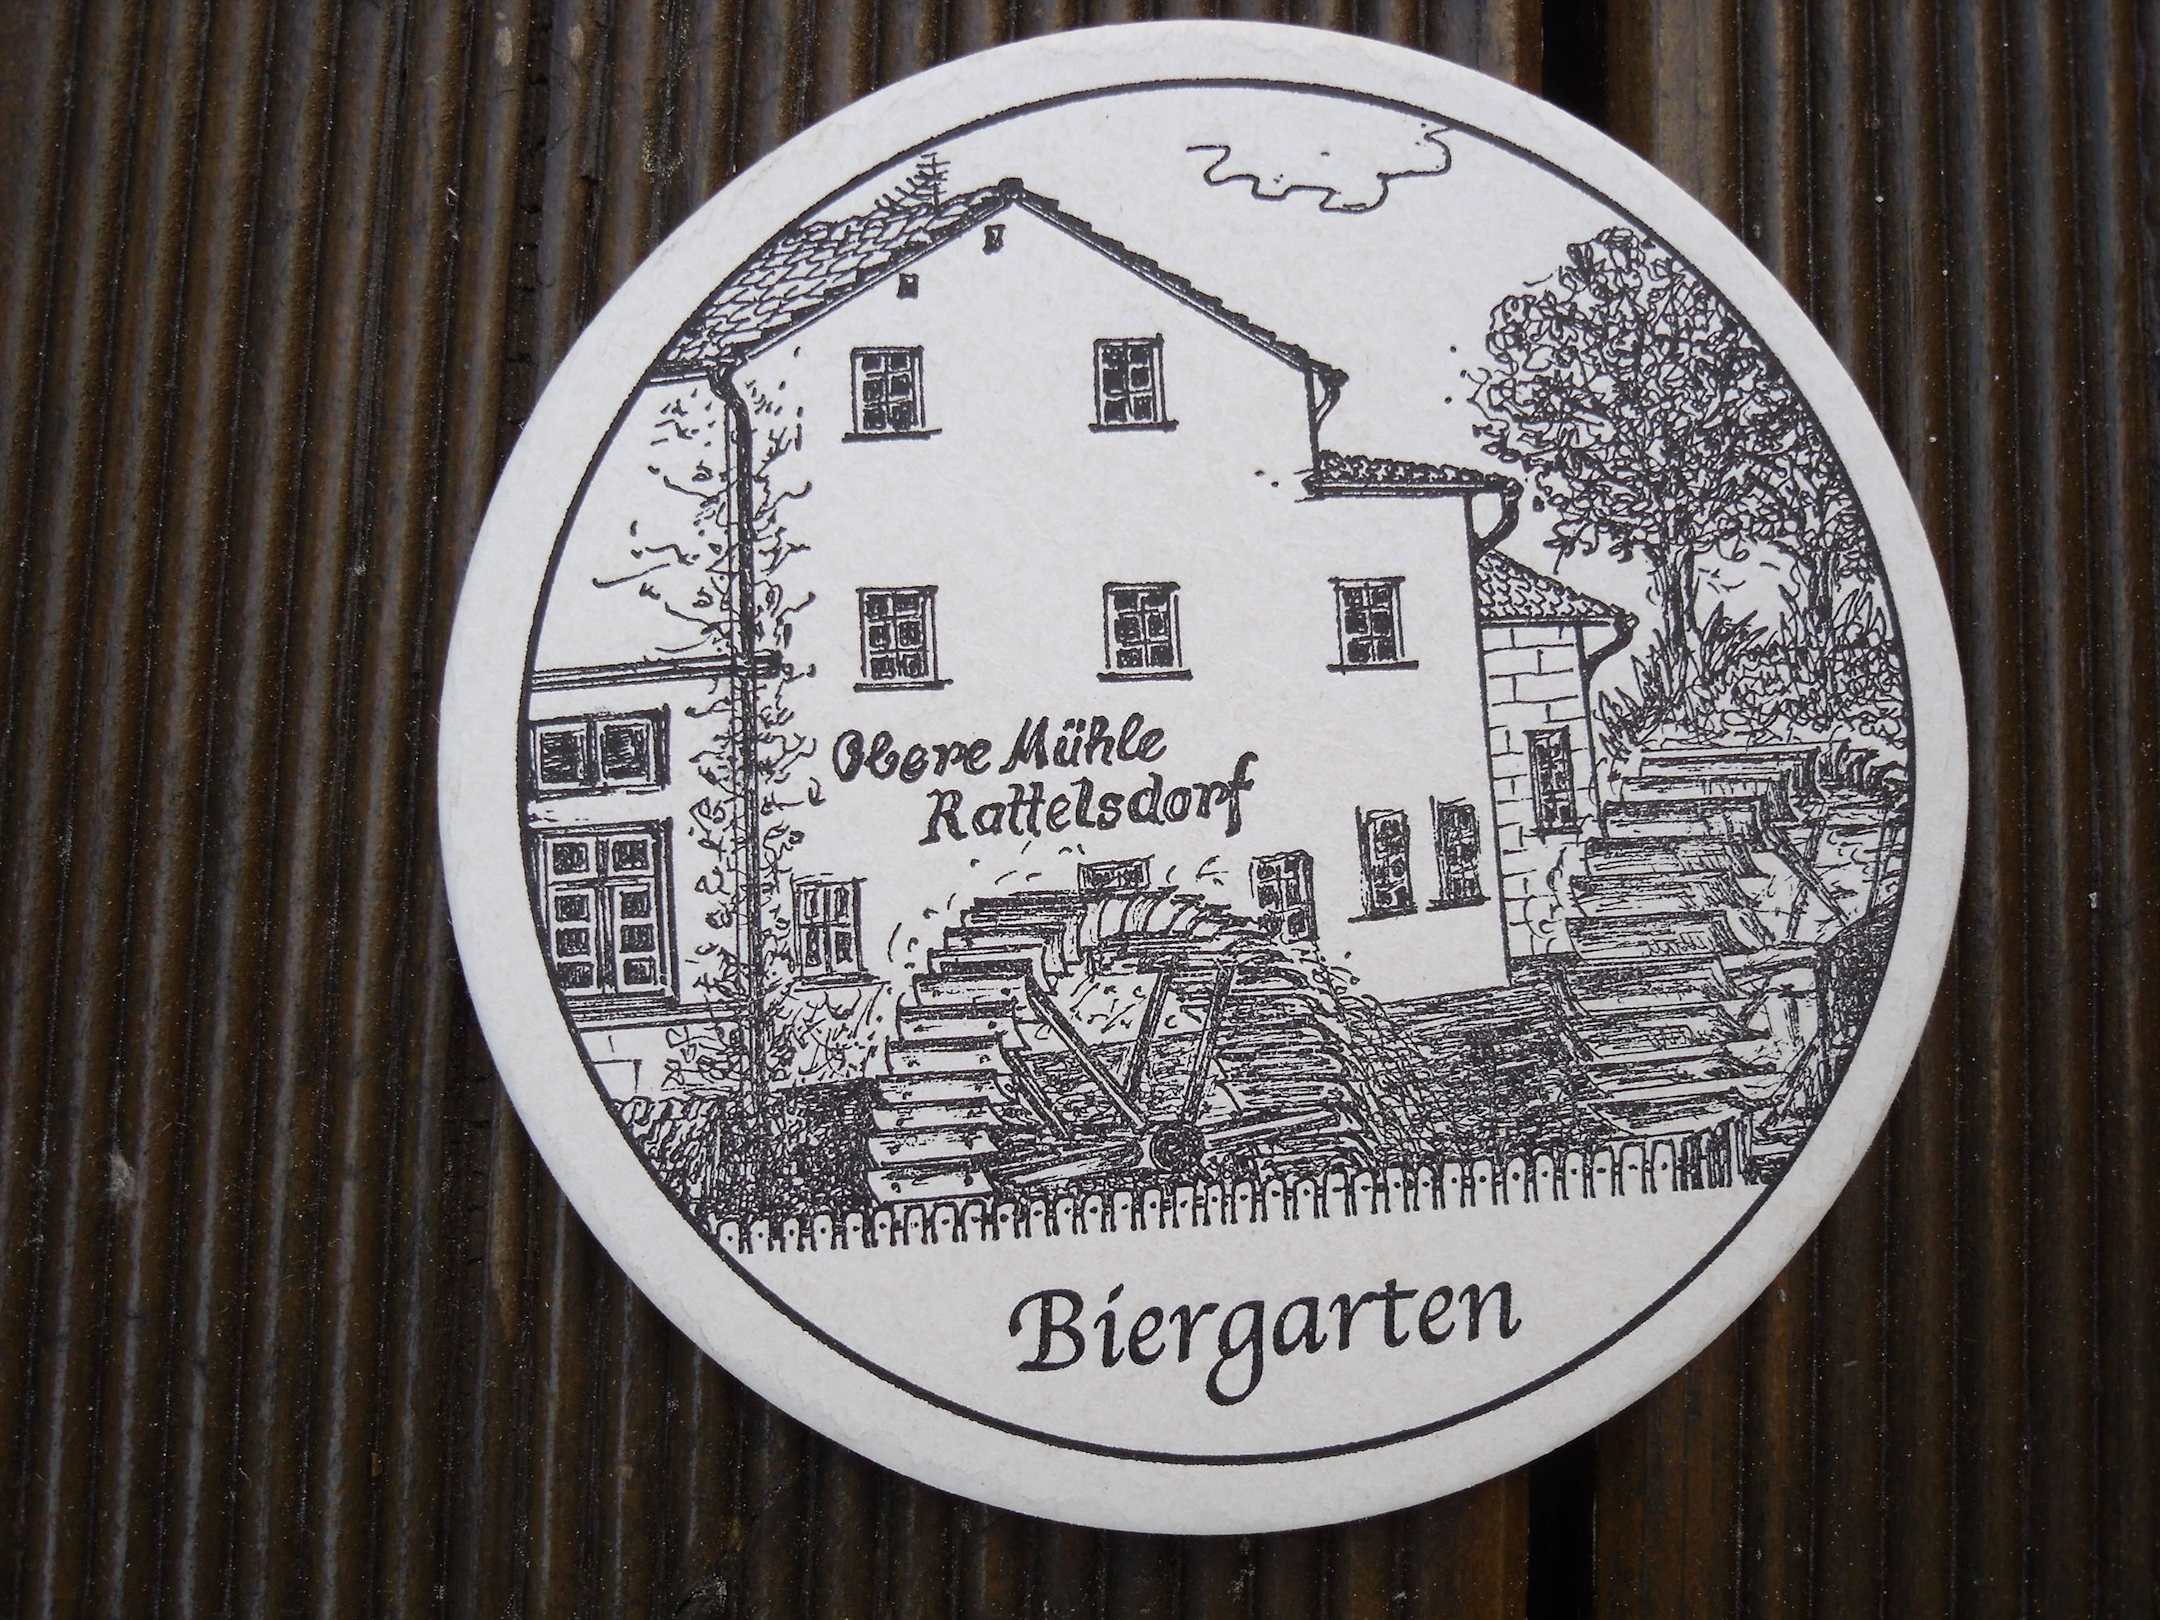 Obere Mühle
Rattelsdorf
Biergarten